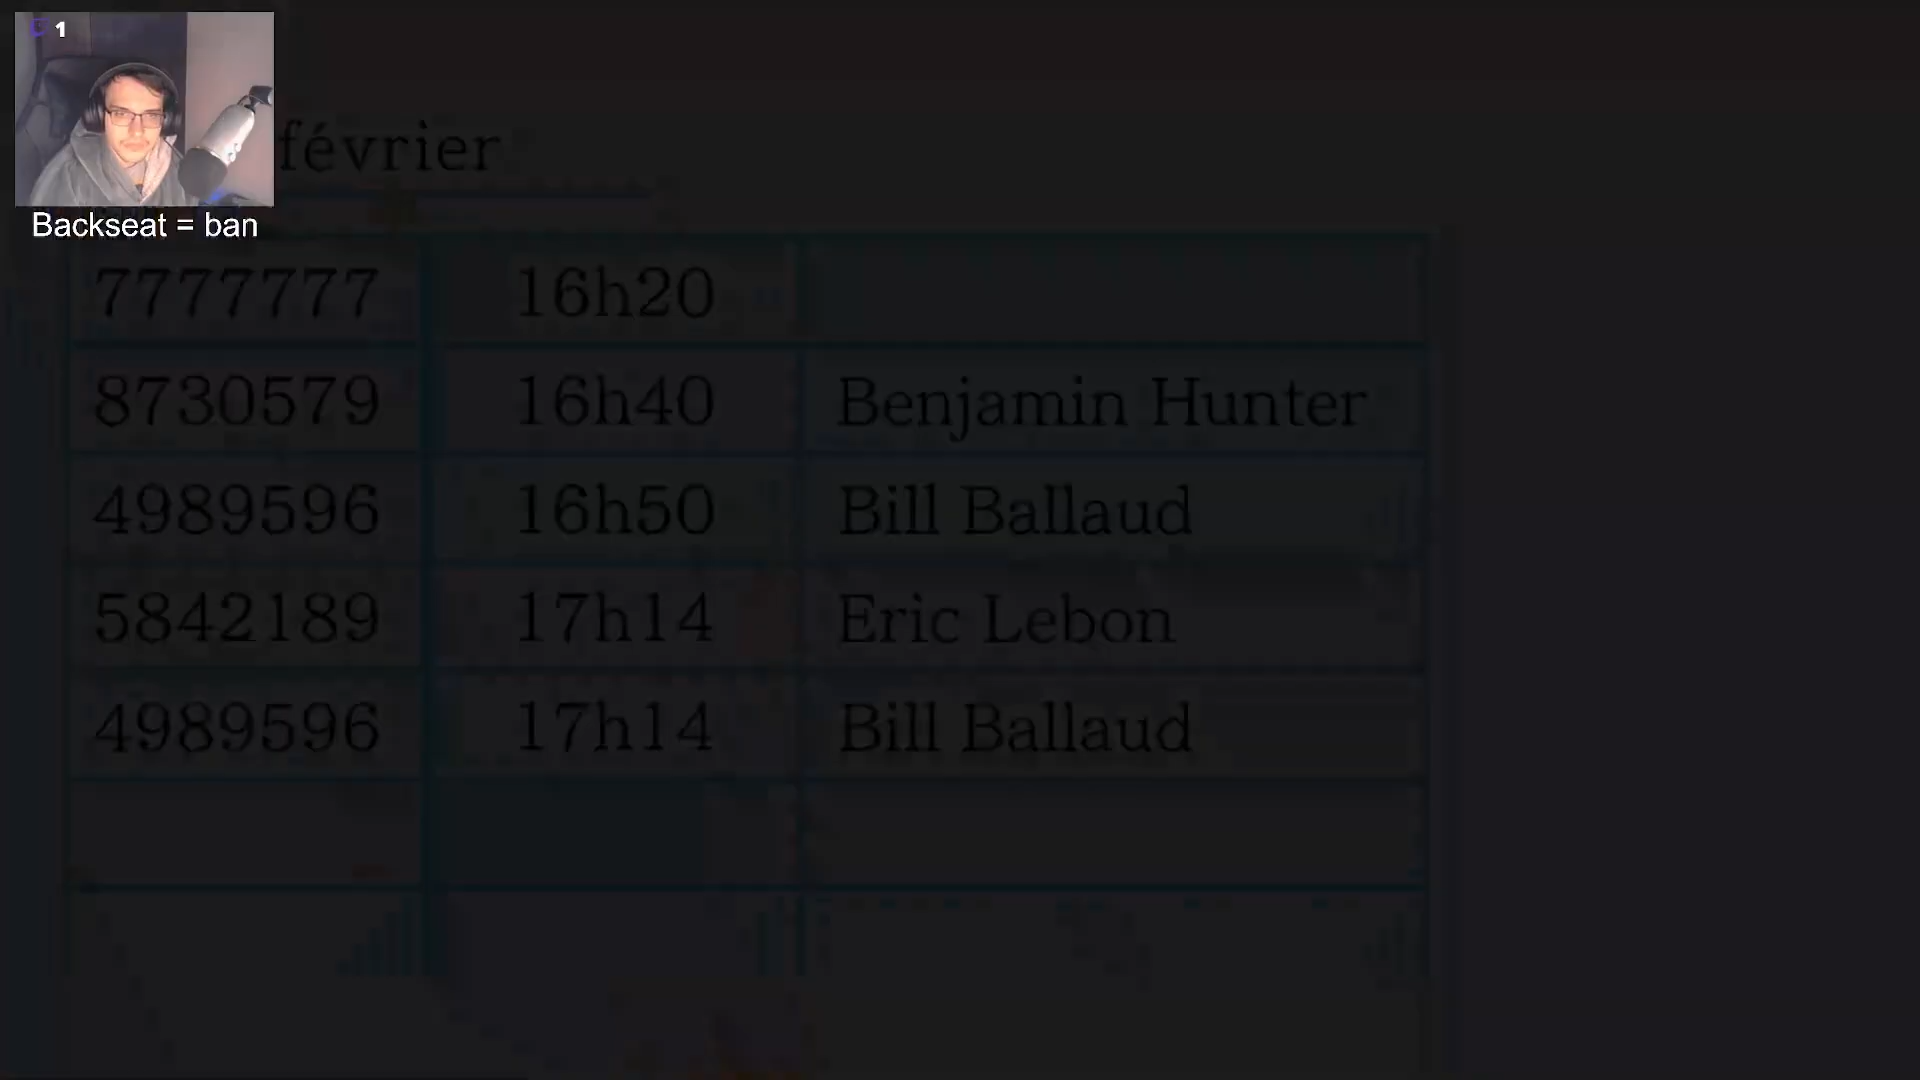 1
février
Backseat = ban
7777777 16h20
8730579 16h40 Benjamin Hunter
4989596 16h50 Bill Ballaud
5842189 17h14 Eric Lebon
4989596 17h14 Bill Ballaud